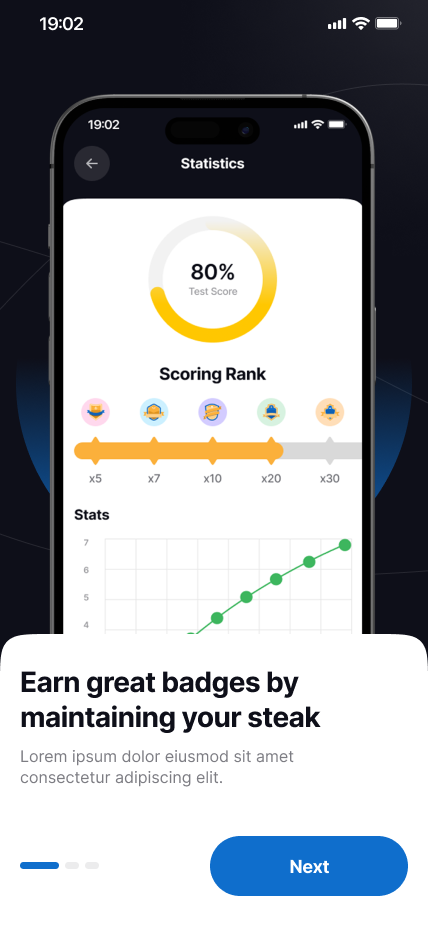 19:02
19:02
Statistics
80%
Test Score
Scoring Rank
x5 x7 x10 x20 x30
Stats
7
6
5
4
Earn great badges by
maintaining your steak
Lorem ipsum dolor eiusmod sit amet
consectetur adipiscing elit.
Next